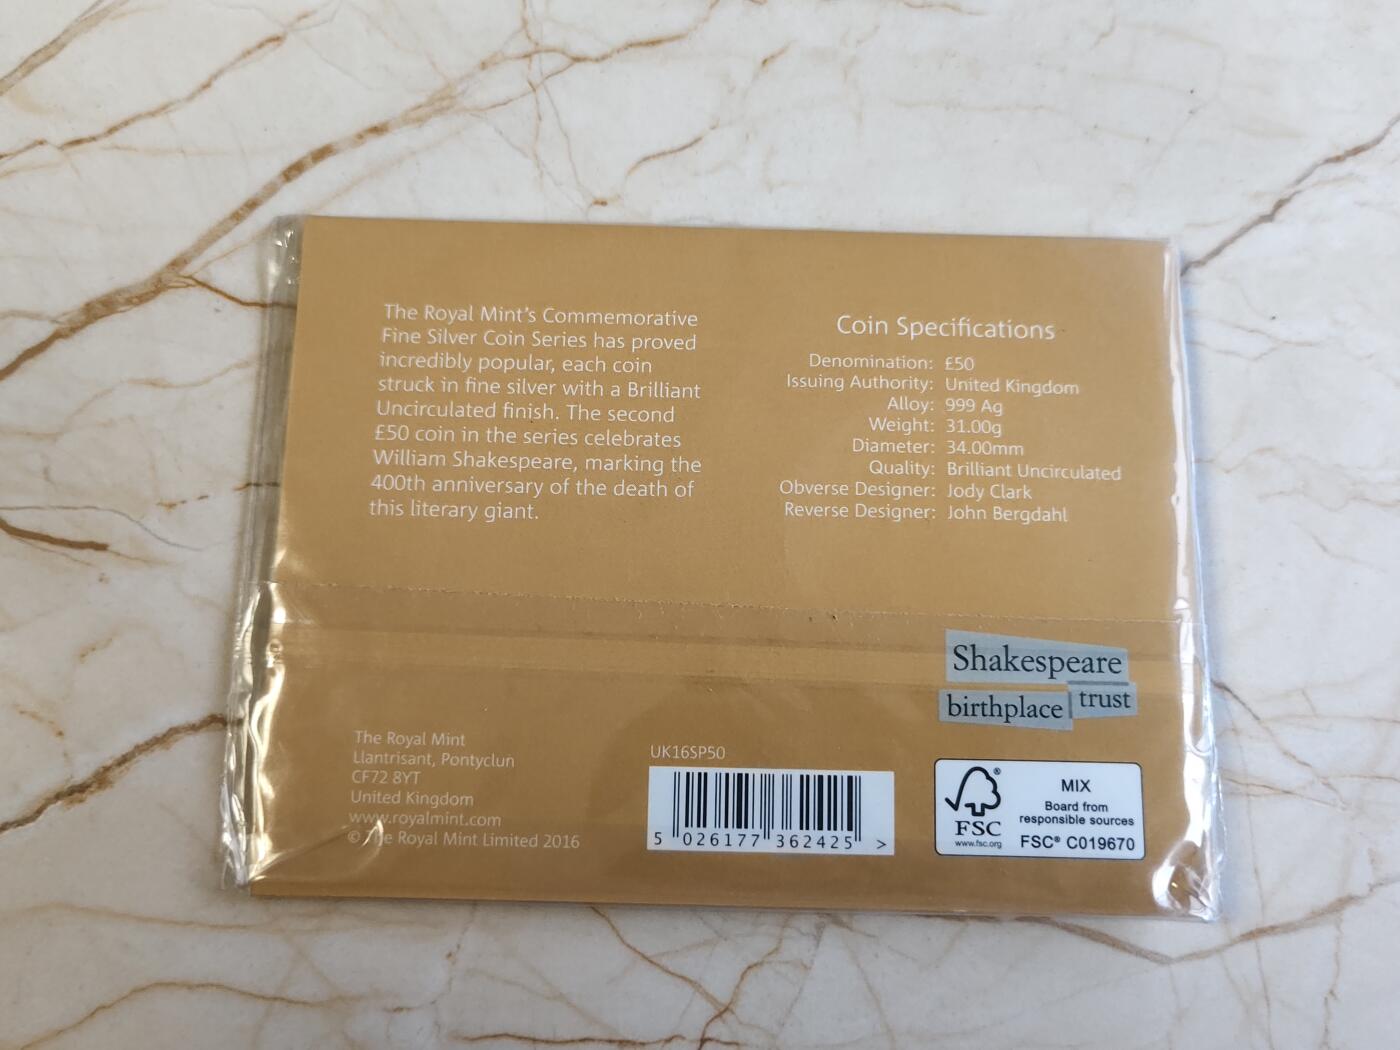 The Royal Mint's Commemorative
Fine Silver Coin Series has proved
incredibly popular, each coin
struck in fine silver with a Brilliant
Uncirculated finish. The second
£50 coin in the series celebrates
William Shakespeare, marking the
400th anniversary of the death of
this literary giant.
Coin Specifications
Denomination: £50
Issuing Authority: United Kingdom
Alloy: 999 Ag
Weight: 31.00g
Diameter: 34.00mm
Quality: Brilliant Uncirculated
Obverse Designer: Jody Clark
Reverse Designer: John Bergdahl
Shakespeare
birthplace trust
The Royal Mint
Llantrisant, Pontyclun
CF72 8YT
United Kingdom
www.royalmint.com
© The Royal Mint Limited 2016
UK16SP50
5 026177 362425 >
FSC
www.fsc.org
MIX
Board from
responsible sources
FSC® C019670